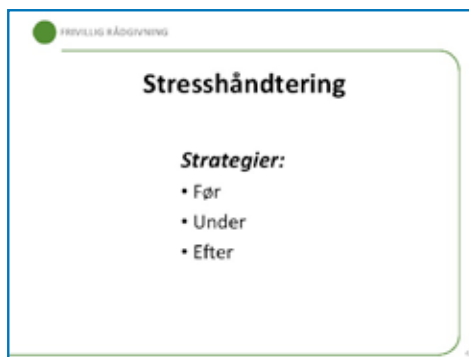 FRIVILLIG RÅDGIVNING
Stresshåndtering
Strategier:
• Før
• Under
• Efter